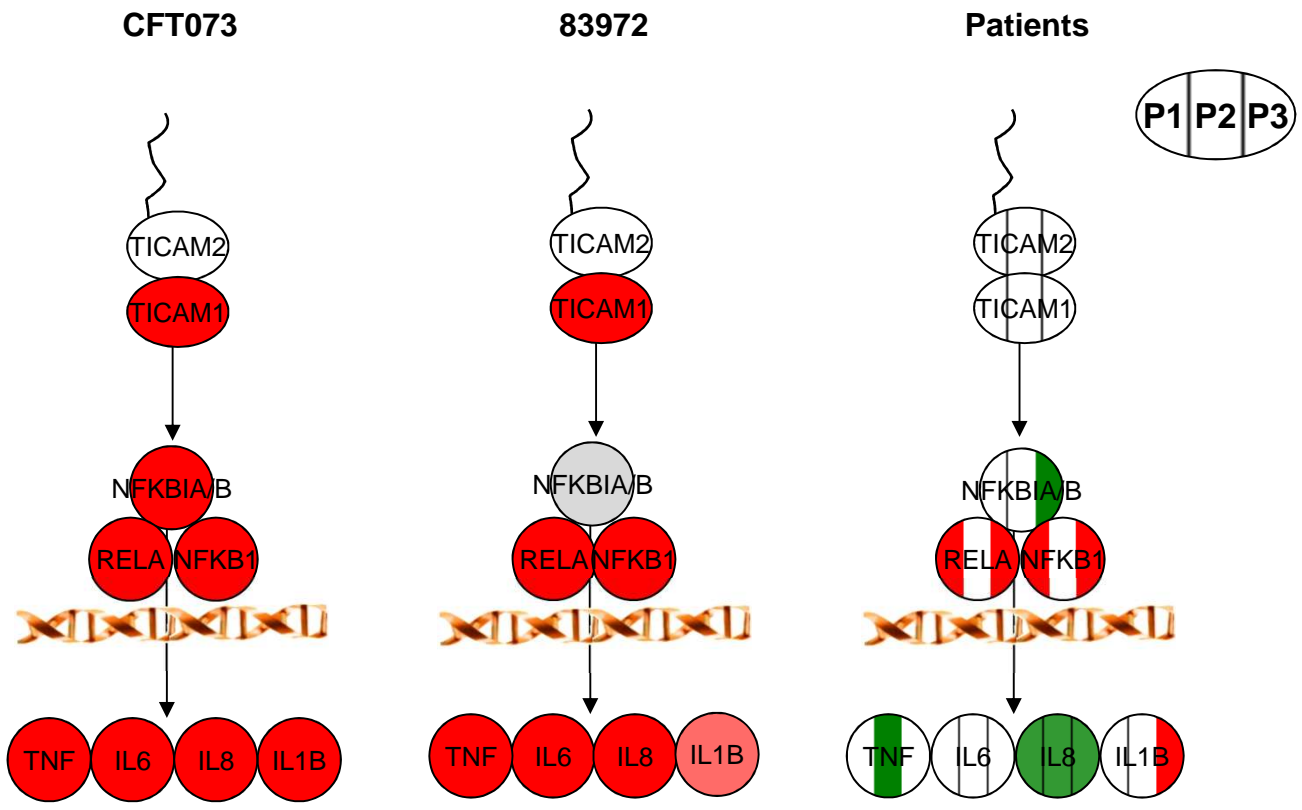 CFT073 83972 Patients
P1 P2 P3
TICAM2 TICAM2 TICAM2
TICAM1 TICAM1 TICAM1
NFKBIA/B NFKBIA/B NFKBIA/B
RELA NFKB1 RELA NFKB1 RELA NFKB1
TNF IL6 IL8 IL1B TNF IL6 IL8 IL1B TNF IL6 IL8 IL1B